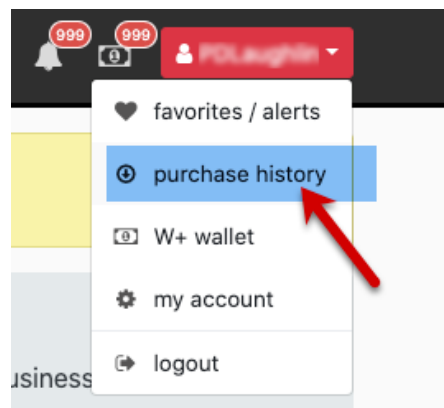 999
999
favorites / alerts
purchase history
W+ wallet
my account
logout
usiness